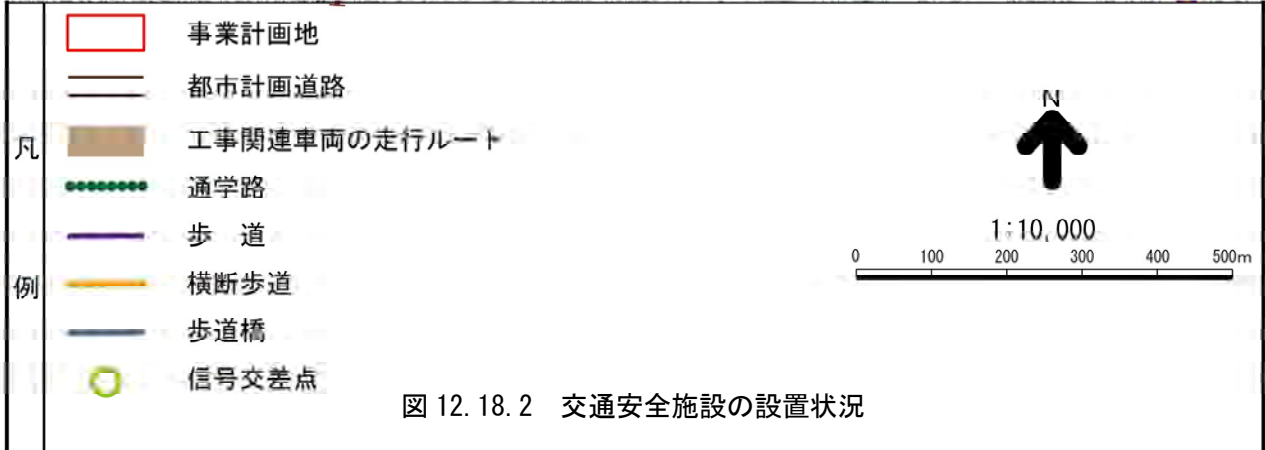 凡例
事業計画地
都市計画道路
工事関連車両の走行ルート
通学路
歩　道
横断歩道
歩道橋
信号交差点
N
1:10,000
0 100 200 300 400 500m
図 12.18.2　交通安全施設の設置状況